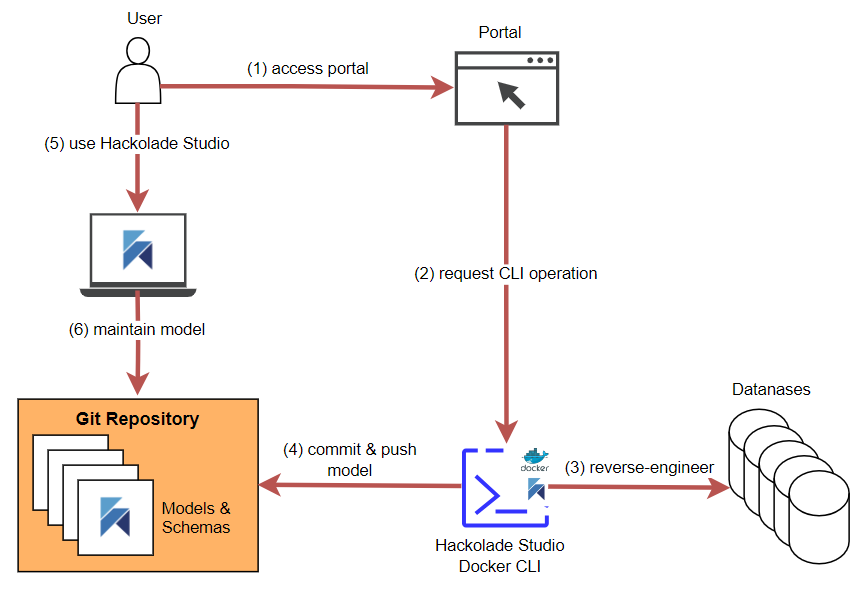 User
Portal
(1) access portal
(5) use Hackolade Studio
(2) request CLI operation
(6) maintain model
Datanases
Git Repository
(4) commit & push
model
docker
(3) reverse-engineer
Models &
Schemas
Hackolade Studio
Docker CLI